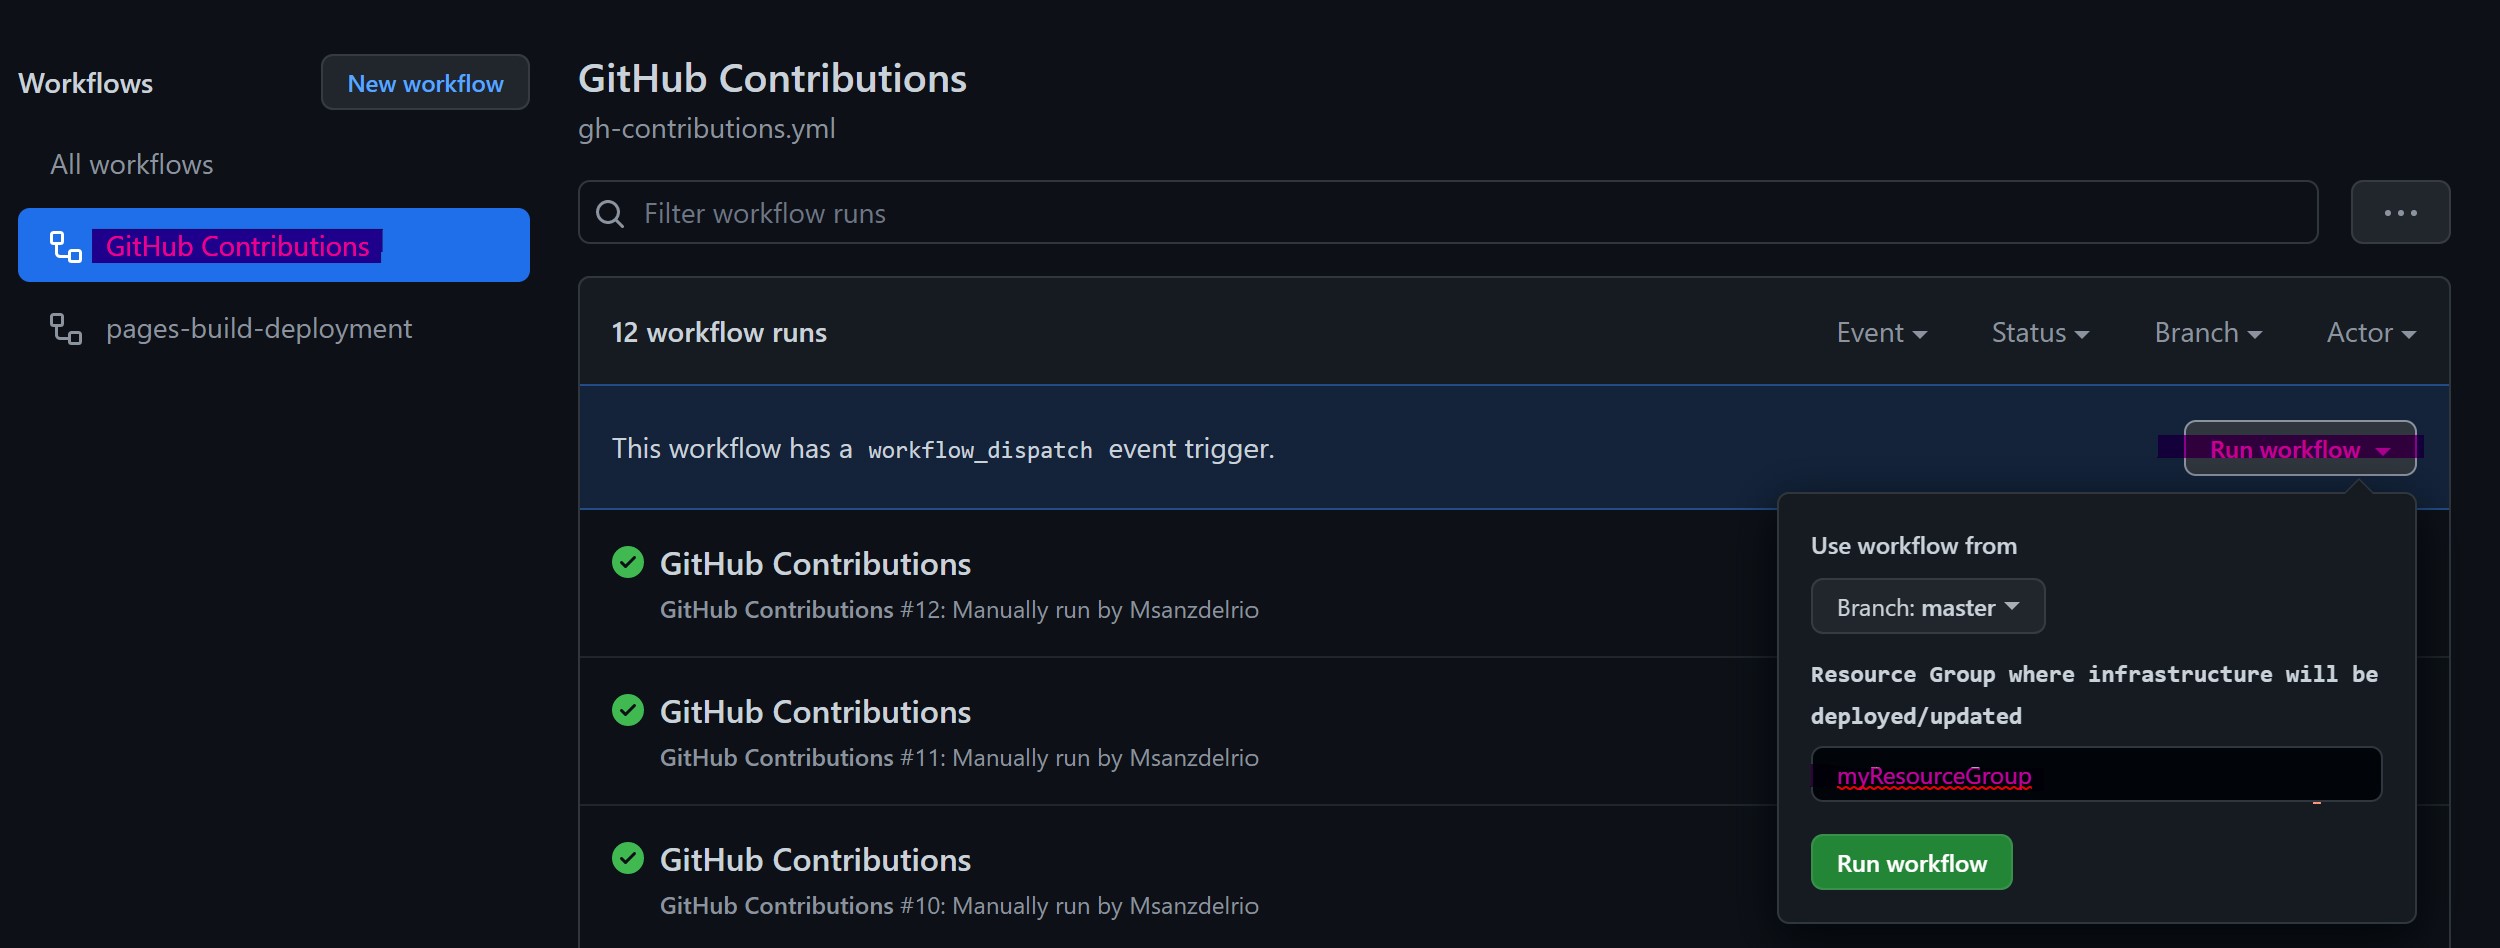 Workflows
New workflow
All workflows
GitHub Contributions
pages-build-deployment
GitHub Contributions
gh-contributions.yml
Filter workflow runs
12 workflow runs
Event
Status
Branch
Actor
This workflow has a workflow_dispatch event trigger.
Run workflow
Use workflow from
Branch: master
Resource Group where infrastructure will be
deployed/updated
myResourceGroup
Run workflow
GitHub Contributions
GitHub Contributions #12: Manually run by Msanzdelrio
GitHub Contributions
GitHub Contributions #11: Manually run by Msanzdelrio
GitHub Contributions
GitHub Contributions #10: Manually run by Msanzdelrio